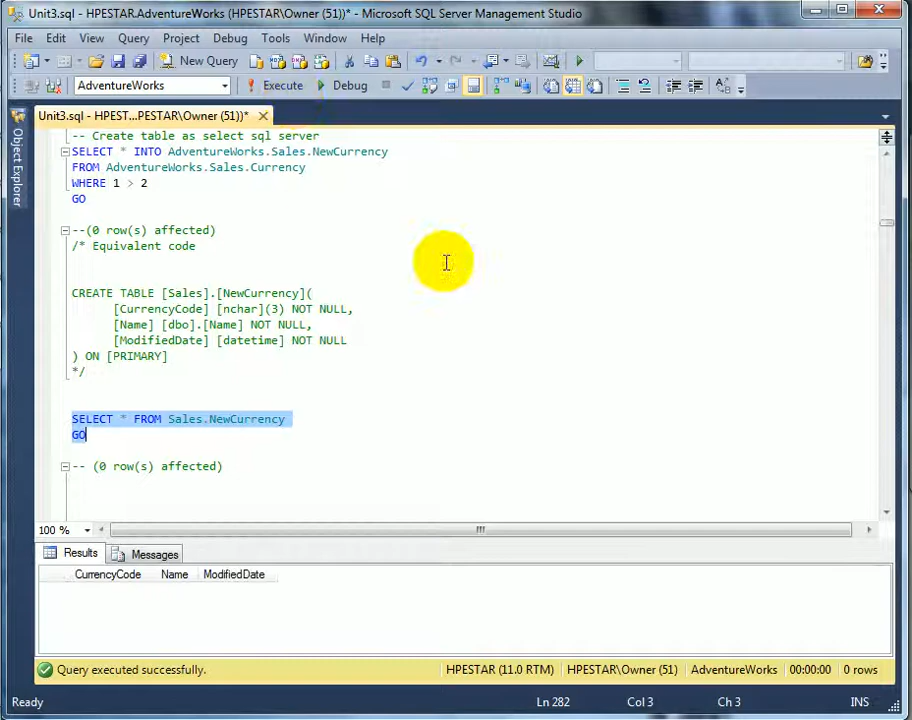 Unit3.sql - HPESTAR.AdventureWorks (HPESTAR\Owner (51))* - Microsoft SQL Server Management Studio
File Edit View Query Project Debug Tools Window Help
New Query
AdventureWorks Execute Debug
Unit3.sql - HPEST...PESTAR\Owner (51))*
Object Explorer
-- Create table as select sql server
SELECT * INTO AdventureWorks.Sales.NewCurrency
FROM AdventureWorks.Sales.Currency
WHERE 1 > 2
GO
--(0 row(s) affected)
/* Equivalent code
CREATE TABLE [Sales].[NewCurrency](
[CurrencyCode] [nchar](3) NOT NULL,
[Name] [dbo].[Name] NOT NULL,
[ModifiedDate] [datetime] NOT NULL
) ON [PRIMARY]
*/
SELECT * FROM Sales.NewCurrency
GO
-- (0 row(s) affected)
100 %
Results Messages
CurrencyCode Name ModifiedDate
Query executed successfully. HPESTAR (11.0 RTM) HPESTAR\Owner (51) AdventureWorks 00:00:00 0 rows
Ready Ln 282 Col 3 Ch 3 INS